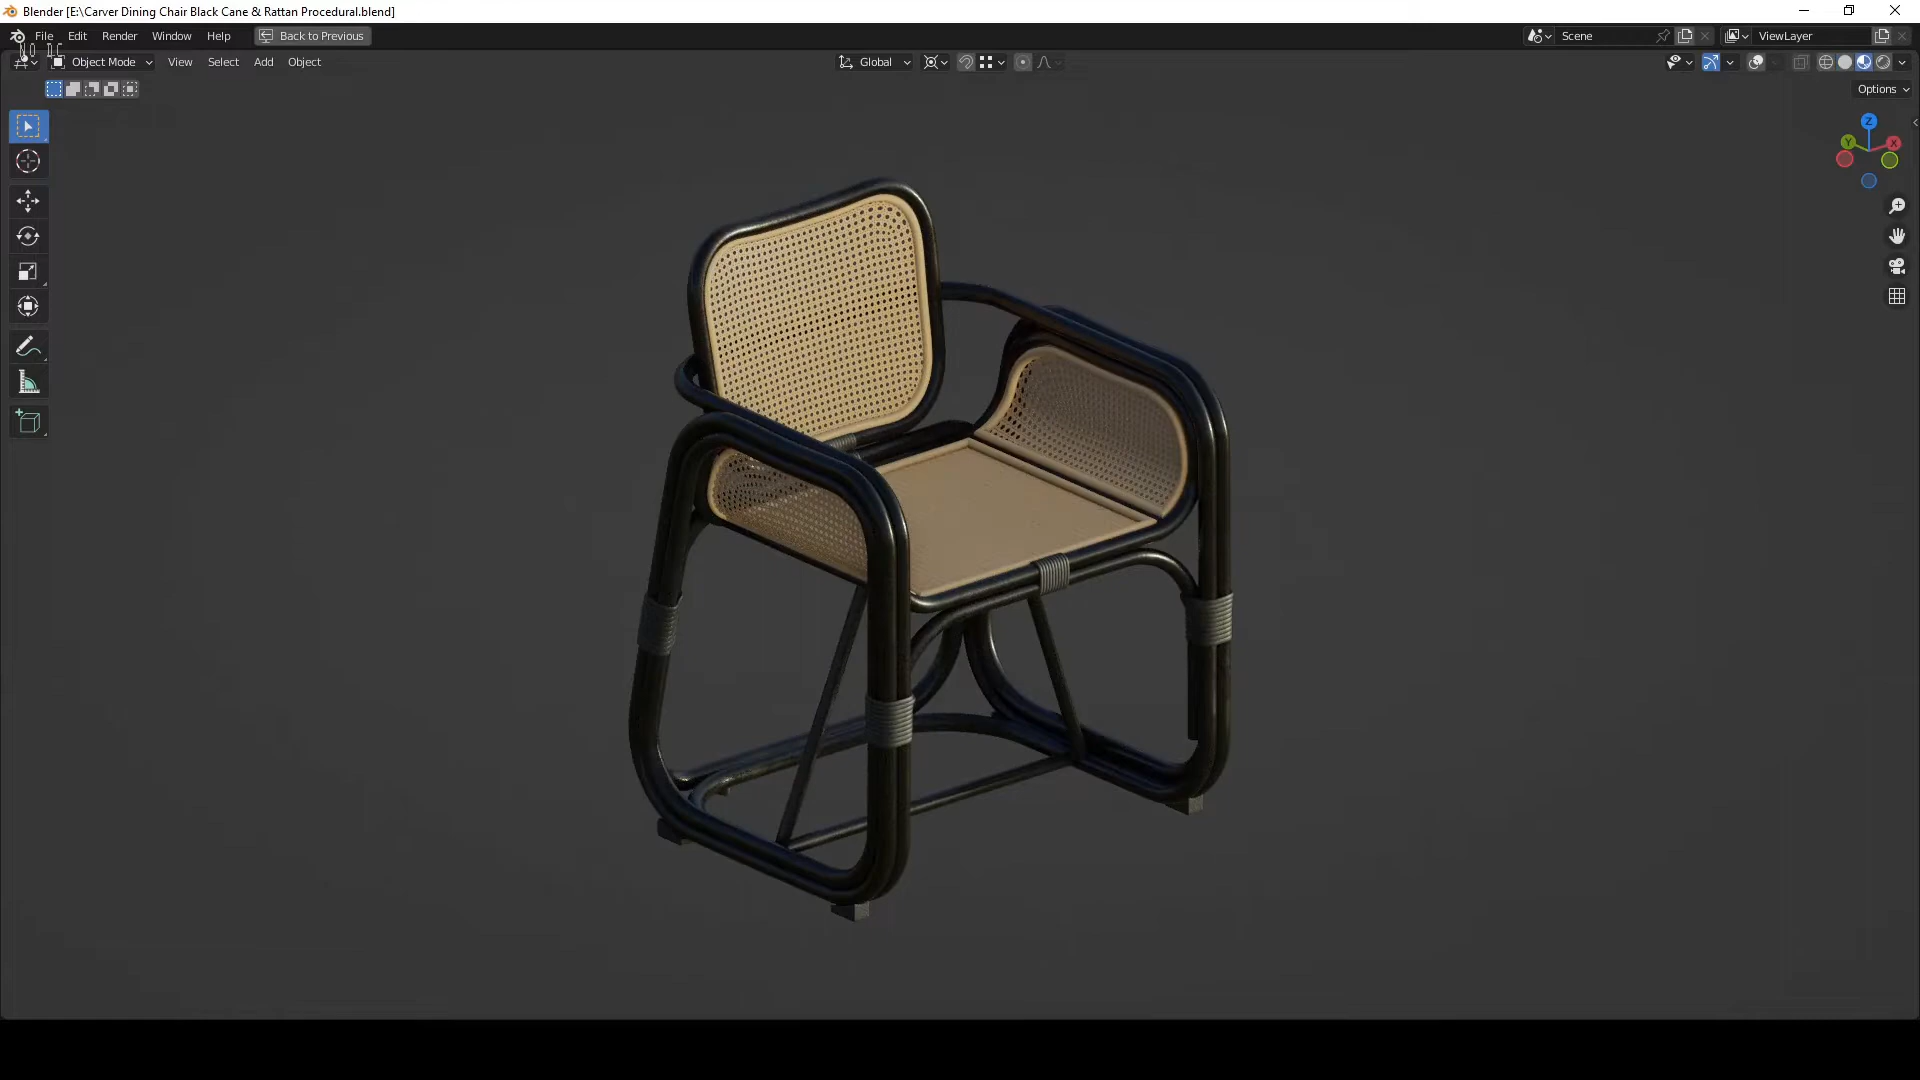 Blender [E:\Carver Dining Chair Black Cane & Rattan Procedural.blend]
File Edit Render Window Help Back to Previous Scene ViewLayer
Object Mode View Select Add Object Global
Options
Z
Y X